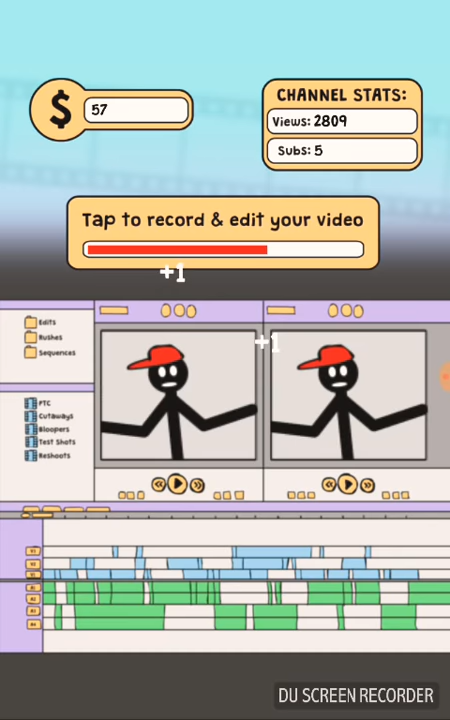 $ 57
CHANNEL STATS:
Views: 2809
Subs: 5
Tap to record & edit your video
+1
+1
Edits
Rushes
Sequences
PTC
Cutaways
Bloopers
Test Shots
Reshoots
DU SCREEN RECORDER